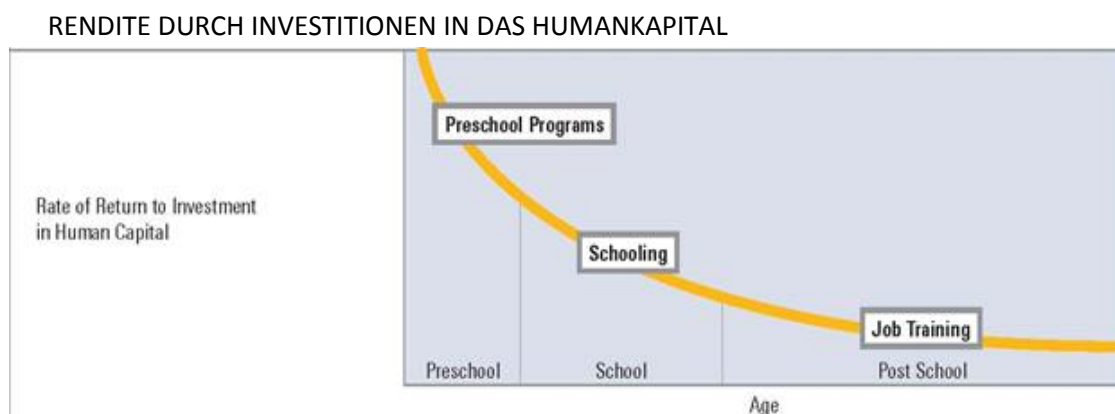 RENDITE DURCH INVESTITIONEN IN DAS HUMANKAPITAL
Preschool Programs
Rate of Return to Investment
in Human Capital
Schooling
Job Training
Preschool
School
Post School
Age